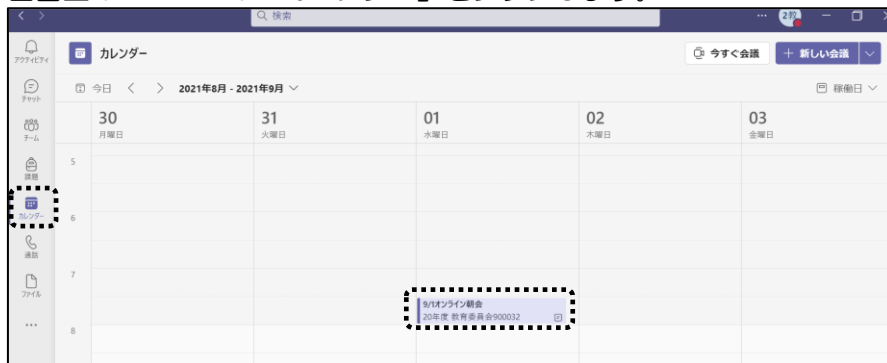 検索
2教
アクティビティ
カレンダー
今すぐ会議
+ 新しい会議
チャット
今日
2021年8月 - 2021年9月
稼働日
チーム
30
31
01
02
03
月曜日
火曜日
水曜日
木曜日
金曜日
課題
5
カレンダー
6
通話
7
ファイル
9/1オンライン朝会
20年度 教育委員会900032
...
8